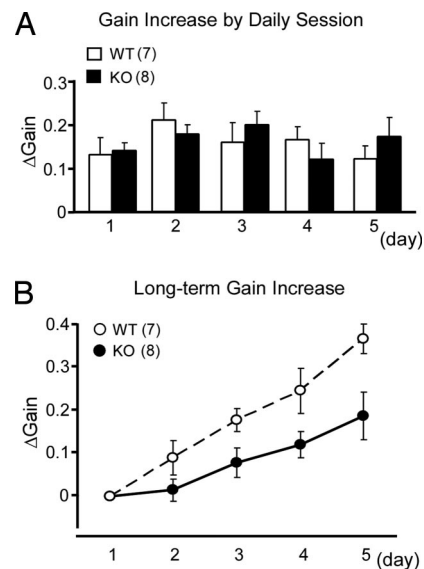 A
Gain Increase by Daily Session
WT (7)
KO (8)
ΔGain
0.3
0.2
0.1
0
1 2 3 4 5 (day)
B
Long-term Gain Increase
WT (7)
KO (8)
ΔGain
0.4
0.3
0.2
0.1
0
1 2 3 4 5 (day)